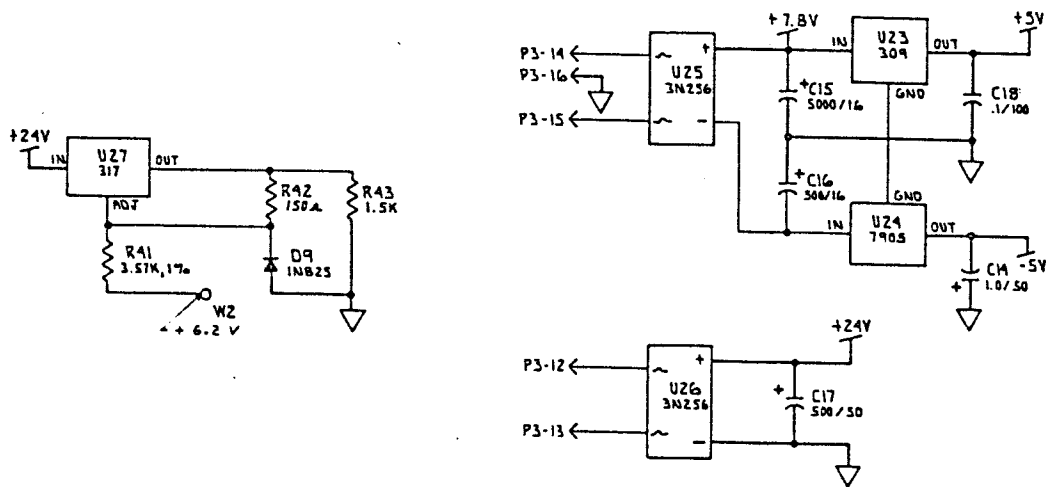 +24V
IN
U27
317
OUT
ADJ
R42
150Ω
R43
1.5K
R41
3.57K, 1%
D9
1N825
W2
+ 6.2 V
P3-14
P3-16
P3-15
~
~
U25
3N256
+
-
+7.8V
+
C15
5000/16
+
C16
500/16
IN
U23
309
OUT
GND
+5V
C18
.1/100
GND
IN
U24
7905
OUT
-5V
+
C14
1.0/50
P3-12
P3-13
~
~
U26
3N256
+
-
+24V
+
C17
500/50